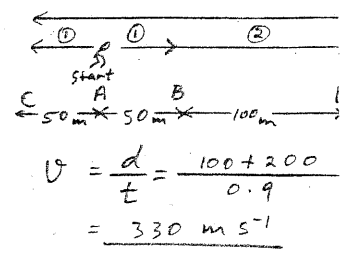 ① ① ②
start
C A B
50m 50m 100m
v = d/t = 100 + 200 / 0.9
= 330 m s⁻¹